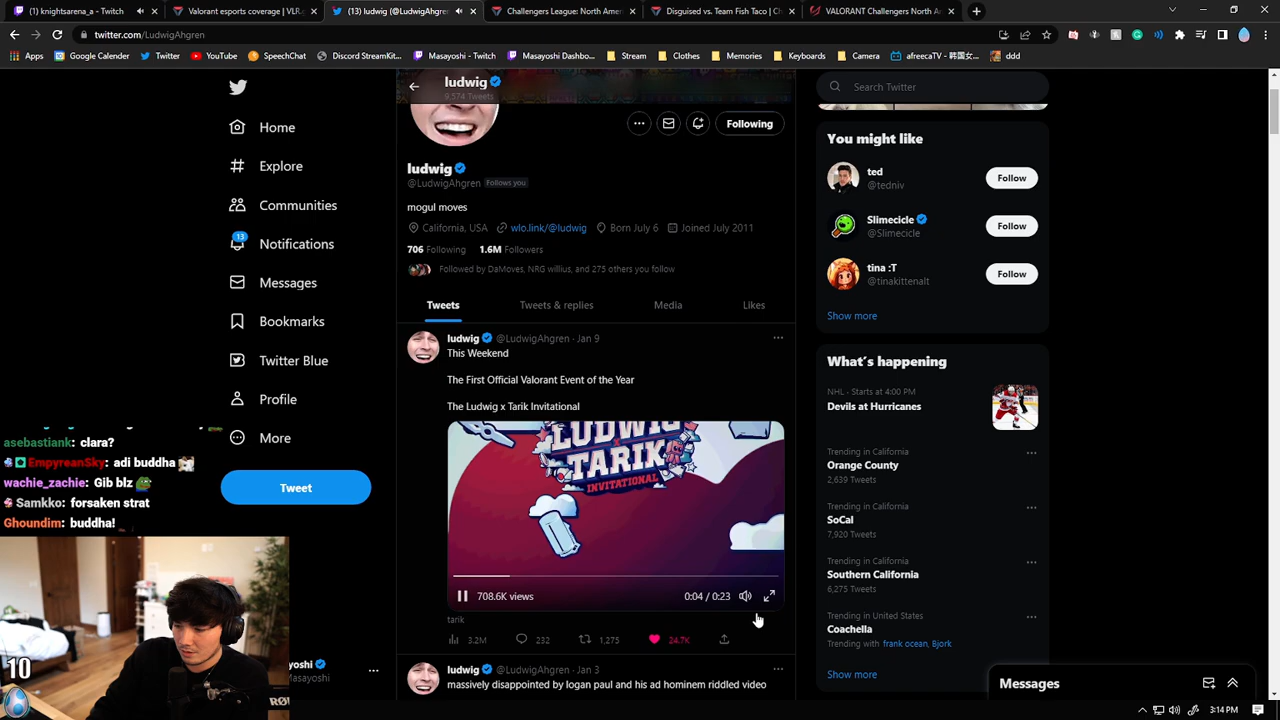 (1) knightsarena_a - Twitch
Valorant esports coverage | VLR.
(13) ludwig (@LudwigAhgren)
Challengers League: North Amer
Disguised vs. Team Fish Taco | Ch
VALORANT Challengers North A
twitter.com/LudwigAhgren
Apps
Google Calendar
Twitter
YouTube
SpeechChat
Discord StreamKit...
Masayoshi - Twitch
Masayoshi Dashbo...
Stream
Clothes
Memories
Keyboards
Camera
afreecaTV - 韩国女...
ddd
ludwig
9,574 Tweets
Search Twitter
Home
Explore
Communities
13
Notifications
Messages
Bookmarks
Twitter Blue
Profile
More
Tweet
Following
ludwig
@LudwigAhgren Follows you
mogul moves
California, USA wlo.link/@ludwig Born July 6 Joined July 2011
706 Following 1.6M Followers
Followed by DaMoves, NRG willius, and 275 others you follow
Tweets Tweets & replies Media Likes
ludwig @LudwigAhgren · Jan 9
This Weekend
The First Official Valorant Event of the Year
The Ludwig x Tarik Invitational
LUDWIG
X
TARIK
INVITATIONAL
708.6K views 0:04 / 0:23
tarik
3.2M 232 1,275 24.7K
ludwig @LudwigAhgren · Jan 3
massively disappointed by logan paul and his ad hominem riddled video
You might like
ted
@tedniv
Follow
Slimecicle
@Slimecicle
Follow
tina :T
@tinakittenalt
Follow
Show more
What's happening
NHL · Starts at 4:00 PM
Devils at Hurricanes
Trending in California
Orange County
2,639 Tweets
Trending in California
SoCal
7,920 Tweets
Trending in California
Southern California
6,275 Tweets
Trending in United States
Coachella
Trending with frank ocean, Bjork
Show more
Messages
asebastiank: clara?
EmpyreanSky: adi buddha
wachie_zachie: Gib blz
Samkko: forsaken strat
Ghoundim: buddha!
10
yoshi
Masayoshi
3:14 PM